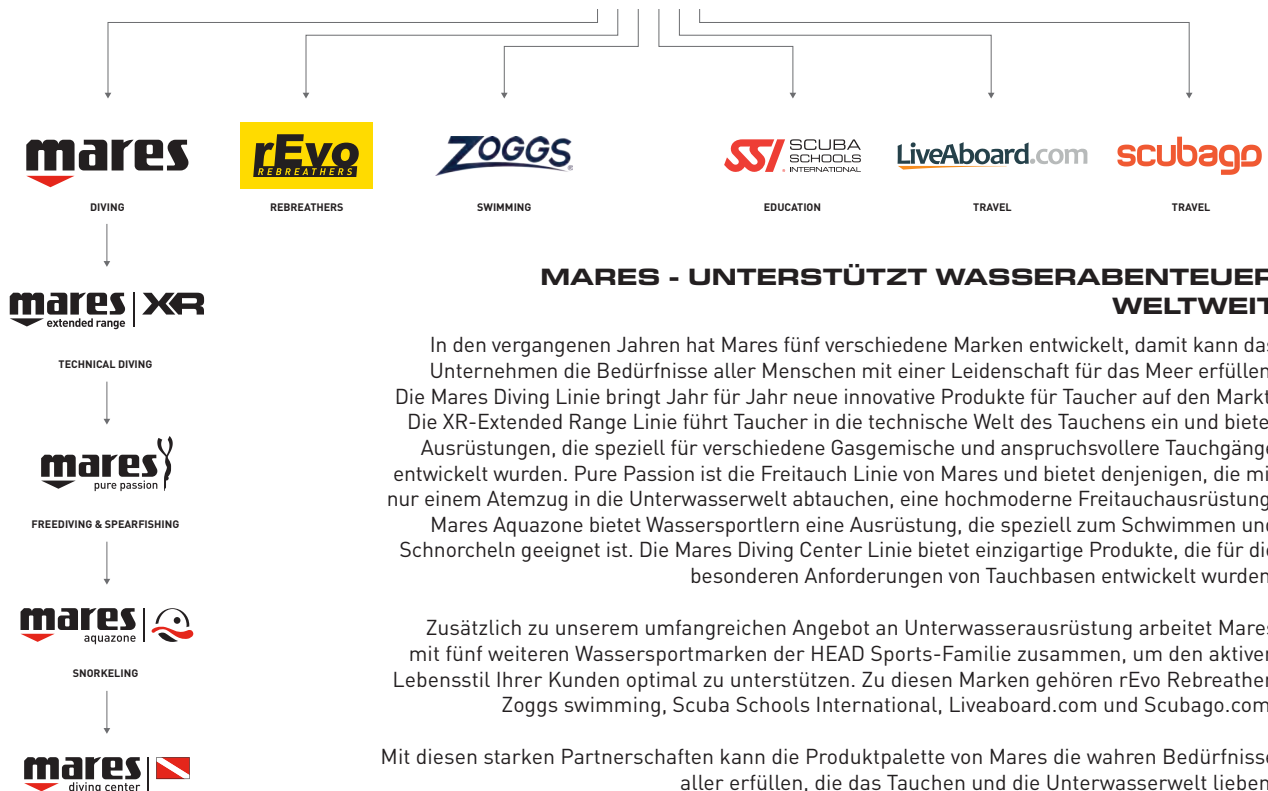 mares
rEvo
REBREATHERS
ZOGGS
SSI SCUBA SCHOOLS INTERNATIONAL
LiveAboard.com
scubago
DIVING
REBREATHERS
SWIMMING
EDUCATION
TRAVEL
TRAVEL
mares XR
extended range
TECHNICAL DIVING
mares
pure passion
FREEDIVING & SPEARFISHING
mares
aquazone
SNORKELING
mares
diving center
MARES - UNTERSTÜTZT WASSERABENTEUER
WELTWEIT
In den vergangenen Jahren hat Mares fünf verschiedene Marken entwickelt, damit kann das
Unternehmen die Bedürfnisse aller Menschen mit einer Leidenschaft für das Meer erfüllen
Die Mares Diving Linie bringt Jahr für Jahr neue innovative Produkte für Taucher auf den Markt
Die XR-Extended Range Linie führt Taucher in die technische Welt des Tauchens ein und bietet
Ausrüstungen, die speziell für verschiedene Gasgemische und anspruchsvollere Tauchgänge
entwickelt wurden. Pure Passion ist die Freitauch Linie von Mares und bietet denjenigen, die mit
nur einem Atemzug in die Unterwasserwelt abtauchen, eine hochmoderne Freitauchausrüstung
Mares Aquazone bietet Wassersportlern eine Ausrüstung, die speziell zum Schwimmen und
Schnorcheln geeignet ist. Die Mares Diving Center Linie bietet einzigartige Produkte, die für die
besonderen Anforderungen von Tauchbasen entwickelt wurden
Zusätzlich zu unserem umfangreichen Angebot an Unterwasserausrüstung arbeitet Mares
mit fünf weiteren Wassersportmarken der HEAD Sports-Familie zusammen, um den aktiven
Lebensstil Ihrer Kunden optimal zu unterstützen. Zu diesen Marken gehören rEvo Rebreather
Zoggs swimming, Scuba Schools International, Liveaboard.com und Scubago.com
Mit diesen starken Partnerschaften kann die Produktpalette von Mares die wahren Bedürfnisse
aller erfüllen, die das Tauchen und die Unterwasserwelt lieben